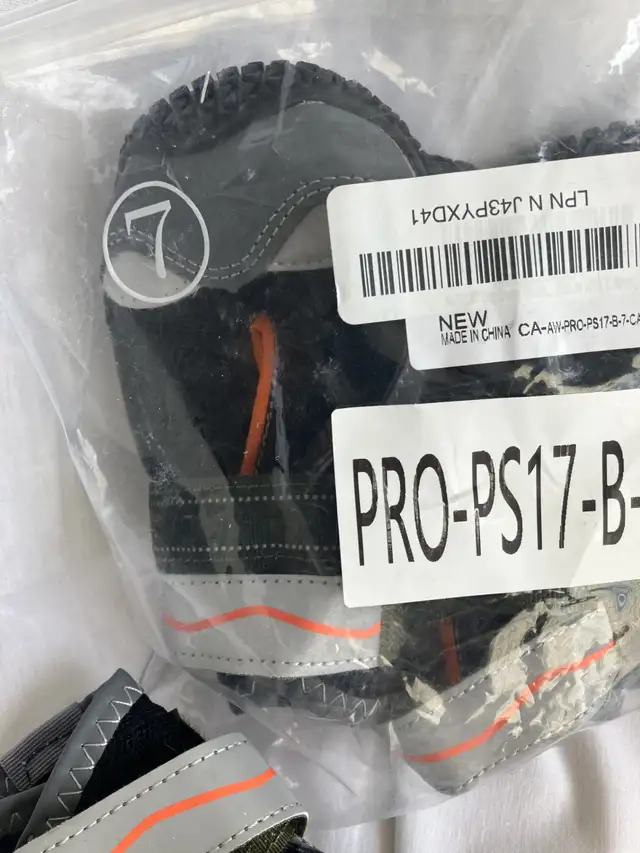 7
LPN N J43PYXD41
NEW
MADE IN CHINA CA-AW-PRO-PS17-B-7-CA
PRO-PS17-B-